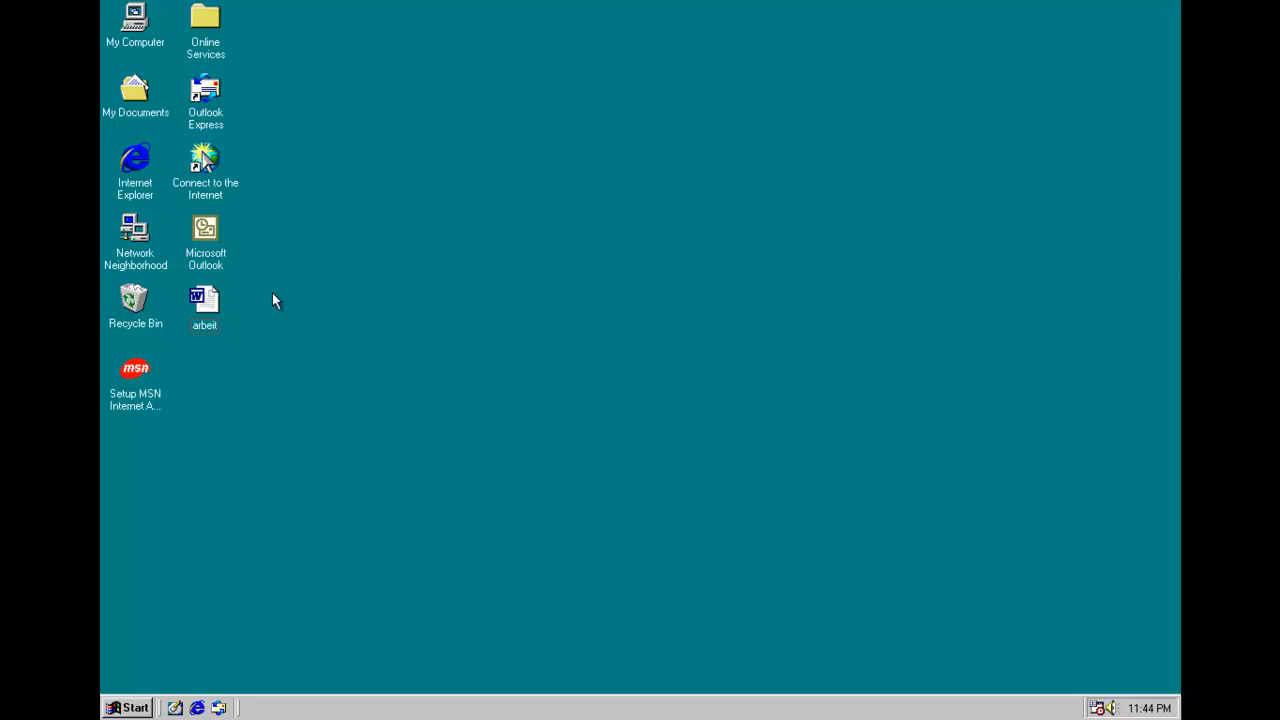 My Computer
Online
Services
My Documents
Outlook
Express
Internet
Explorer
Connect to the
Internet
Network
Neighborhood
Microsoft
Outlook
Recycle Bin
W
arbeit
msn
Setup MSN
Internet A...
Start
11:44 PM